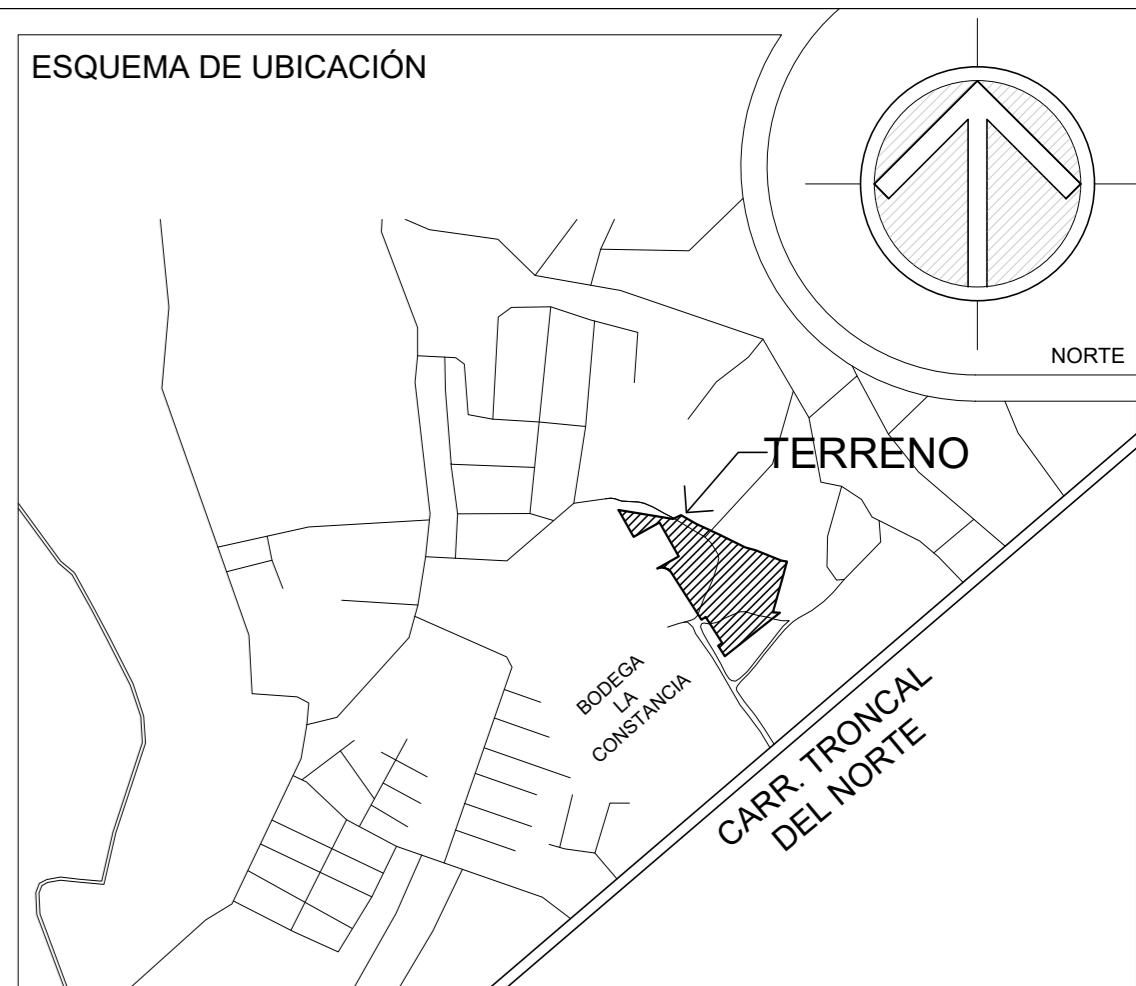 ESQUEMA DE UBICACIÓN
NORTE
TERRENO
BODEGA
LA
CONSTANCIA
CARR. TRONCAL
DEL NORTE